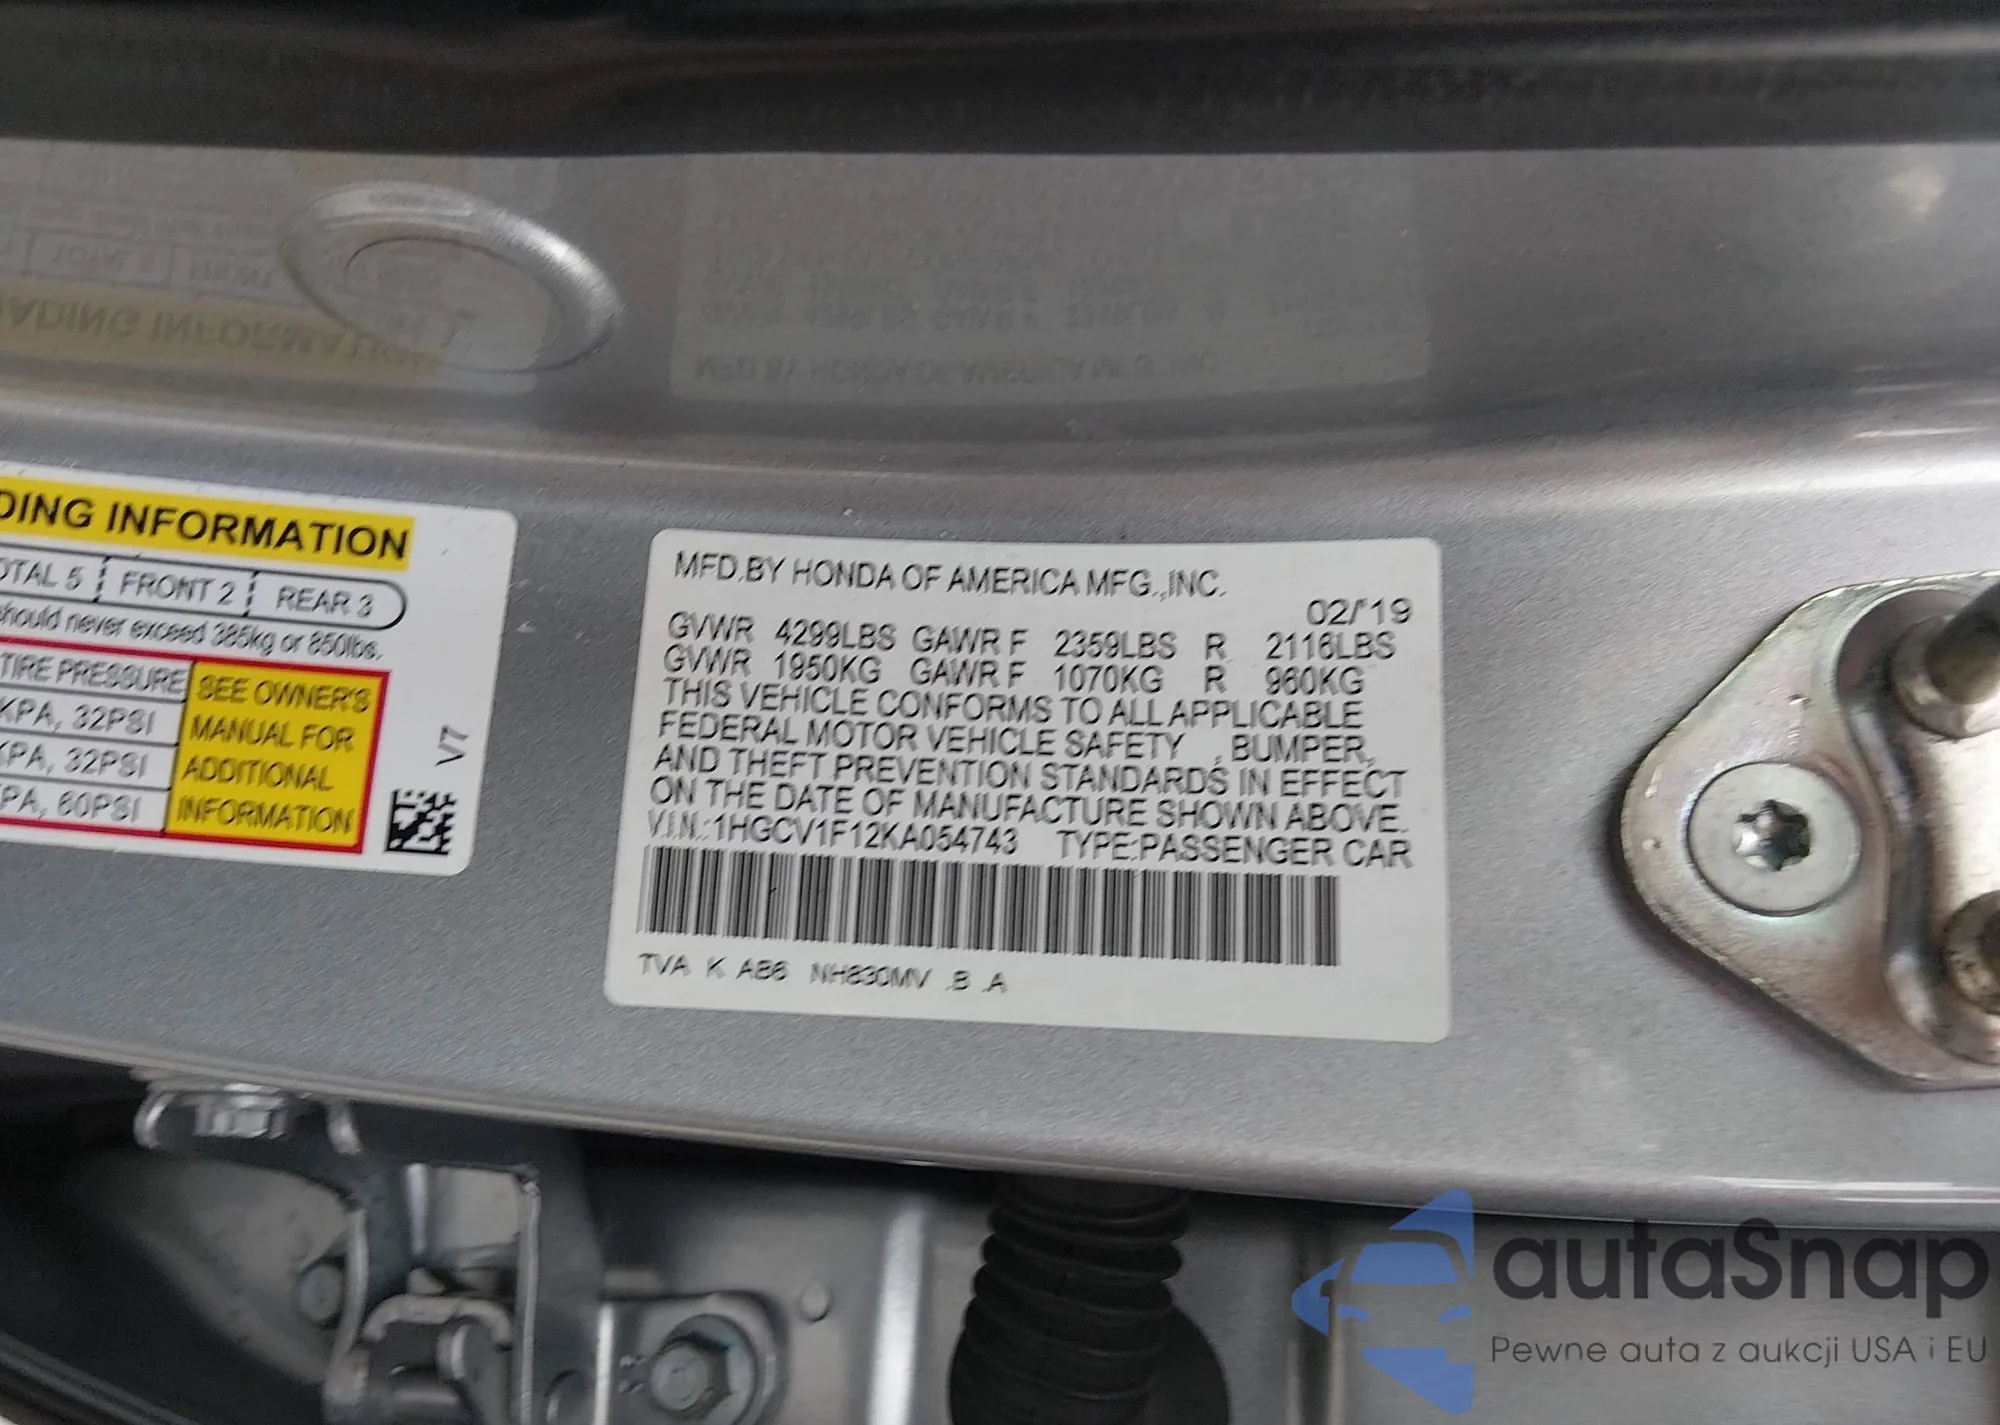 DING INFORMATION
OTAL 5 FRONT 2 REAR 3
should never exceed 385kg or 850lbs.
TIRE PRESSURE
KPA, 32PSI
KPA, 32PSI
PA, 60PSI
SEE OWNER'S
MANUAL FOR
ADDITIONAL
INFORMATION
V7
MFD.BY HONDA OF AMERICA MFG.,INC.
02/'19
GVWR 4299LBS GAWR F 2359LBS R 2116LBS
GVWR 1950KG GAWR F 1070KG R 960KG
THIS VEHICLE CONFORMS TO ALL APPLICABLE
FEDERAL MOTOR VEHICLE SAFETY , BUMPER,
AND THEFT PREVENTION STANDARDS IN EFFECT
ON THE DATE OF MANUFACTURE SHOWN ABOVE.
V.I.N.:1HGCV1F12KA054743 TYPE:PASSENGER CAR
TVA K AB6 NH830MV .B .A
autaSnap
Pewne auta z aukcji USA i EU